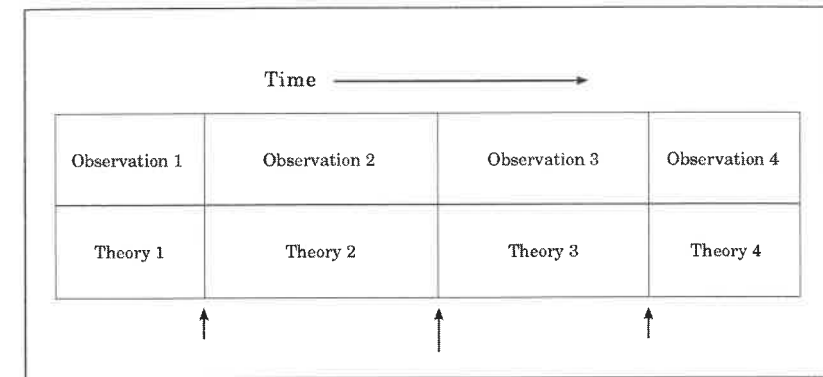 Time
Observation 1 Observation 2 Observation 3 Observation 4
Theory 1 Theory 2 Theory 3 Theory 4